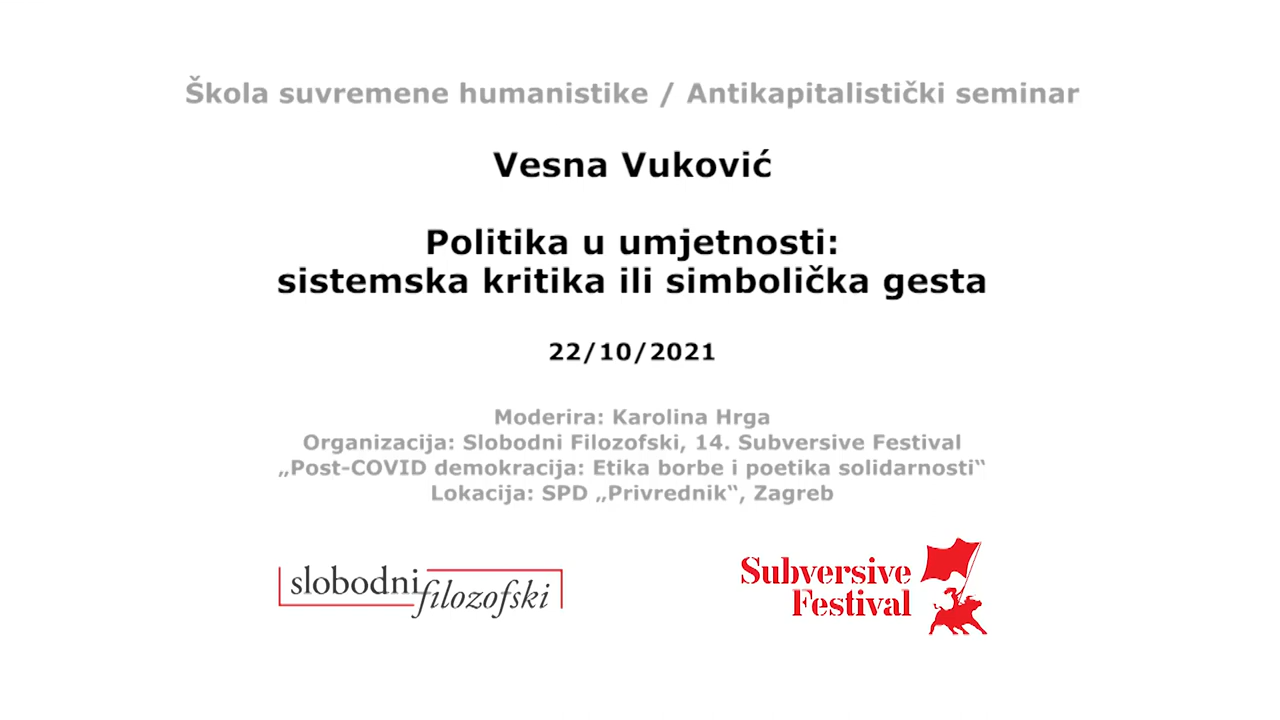 Škola suvremene humanistike / Antikapitalistički seminar
Vesna Vuković
Politika u umjetnosti:
sistemska kritika ili simbolička gesta
22/10/2021
Moderira: Karolina Hrga
Organizacija: Slobodni Filozofski, 14. Subversive Festival
„Post-COVID demokracija: Etika borbe i poetika solidarnosti“
Lokacija: SPD „Privrednik“, Zagreb
slobodni
filozofski
Subversive
Festival